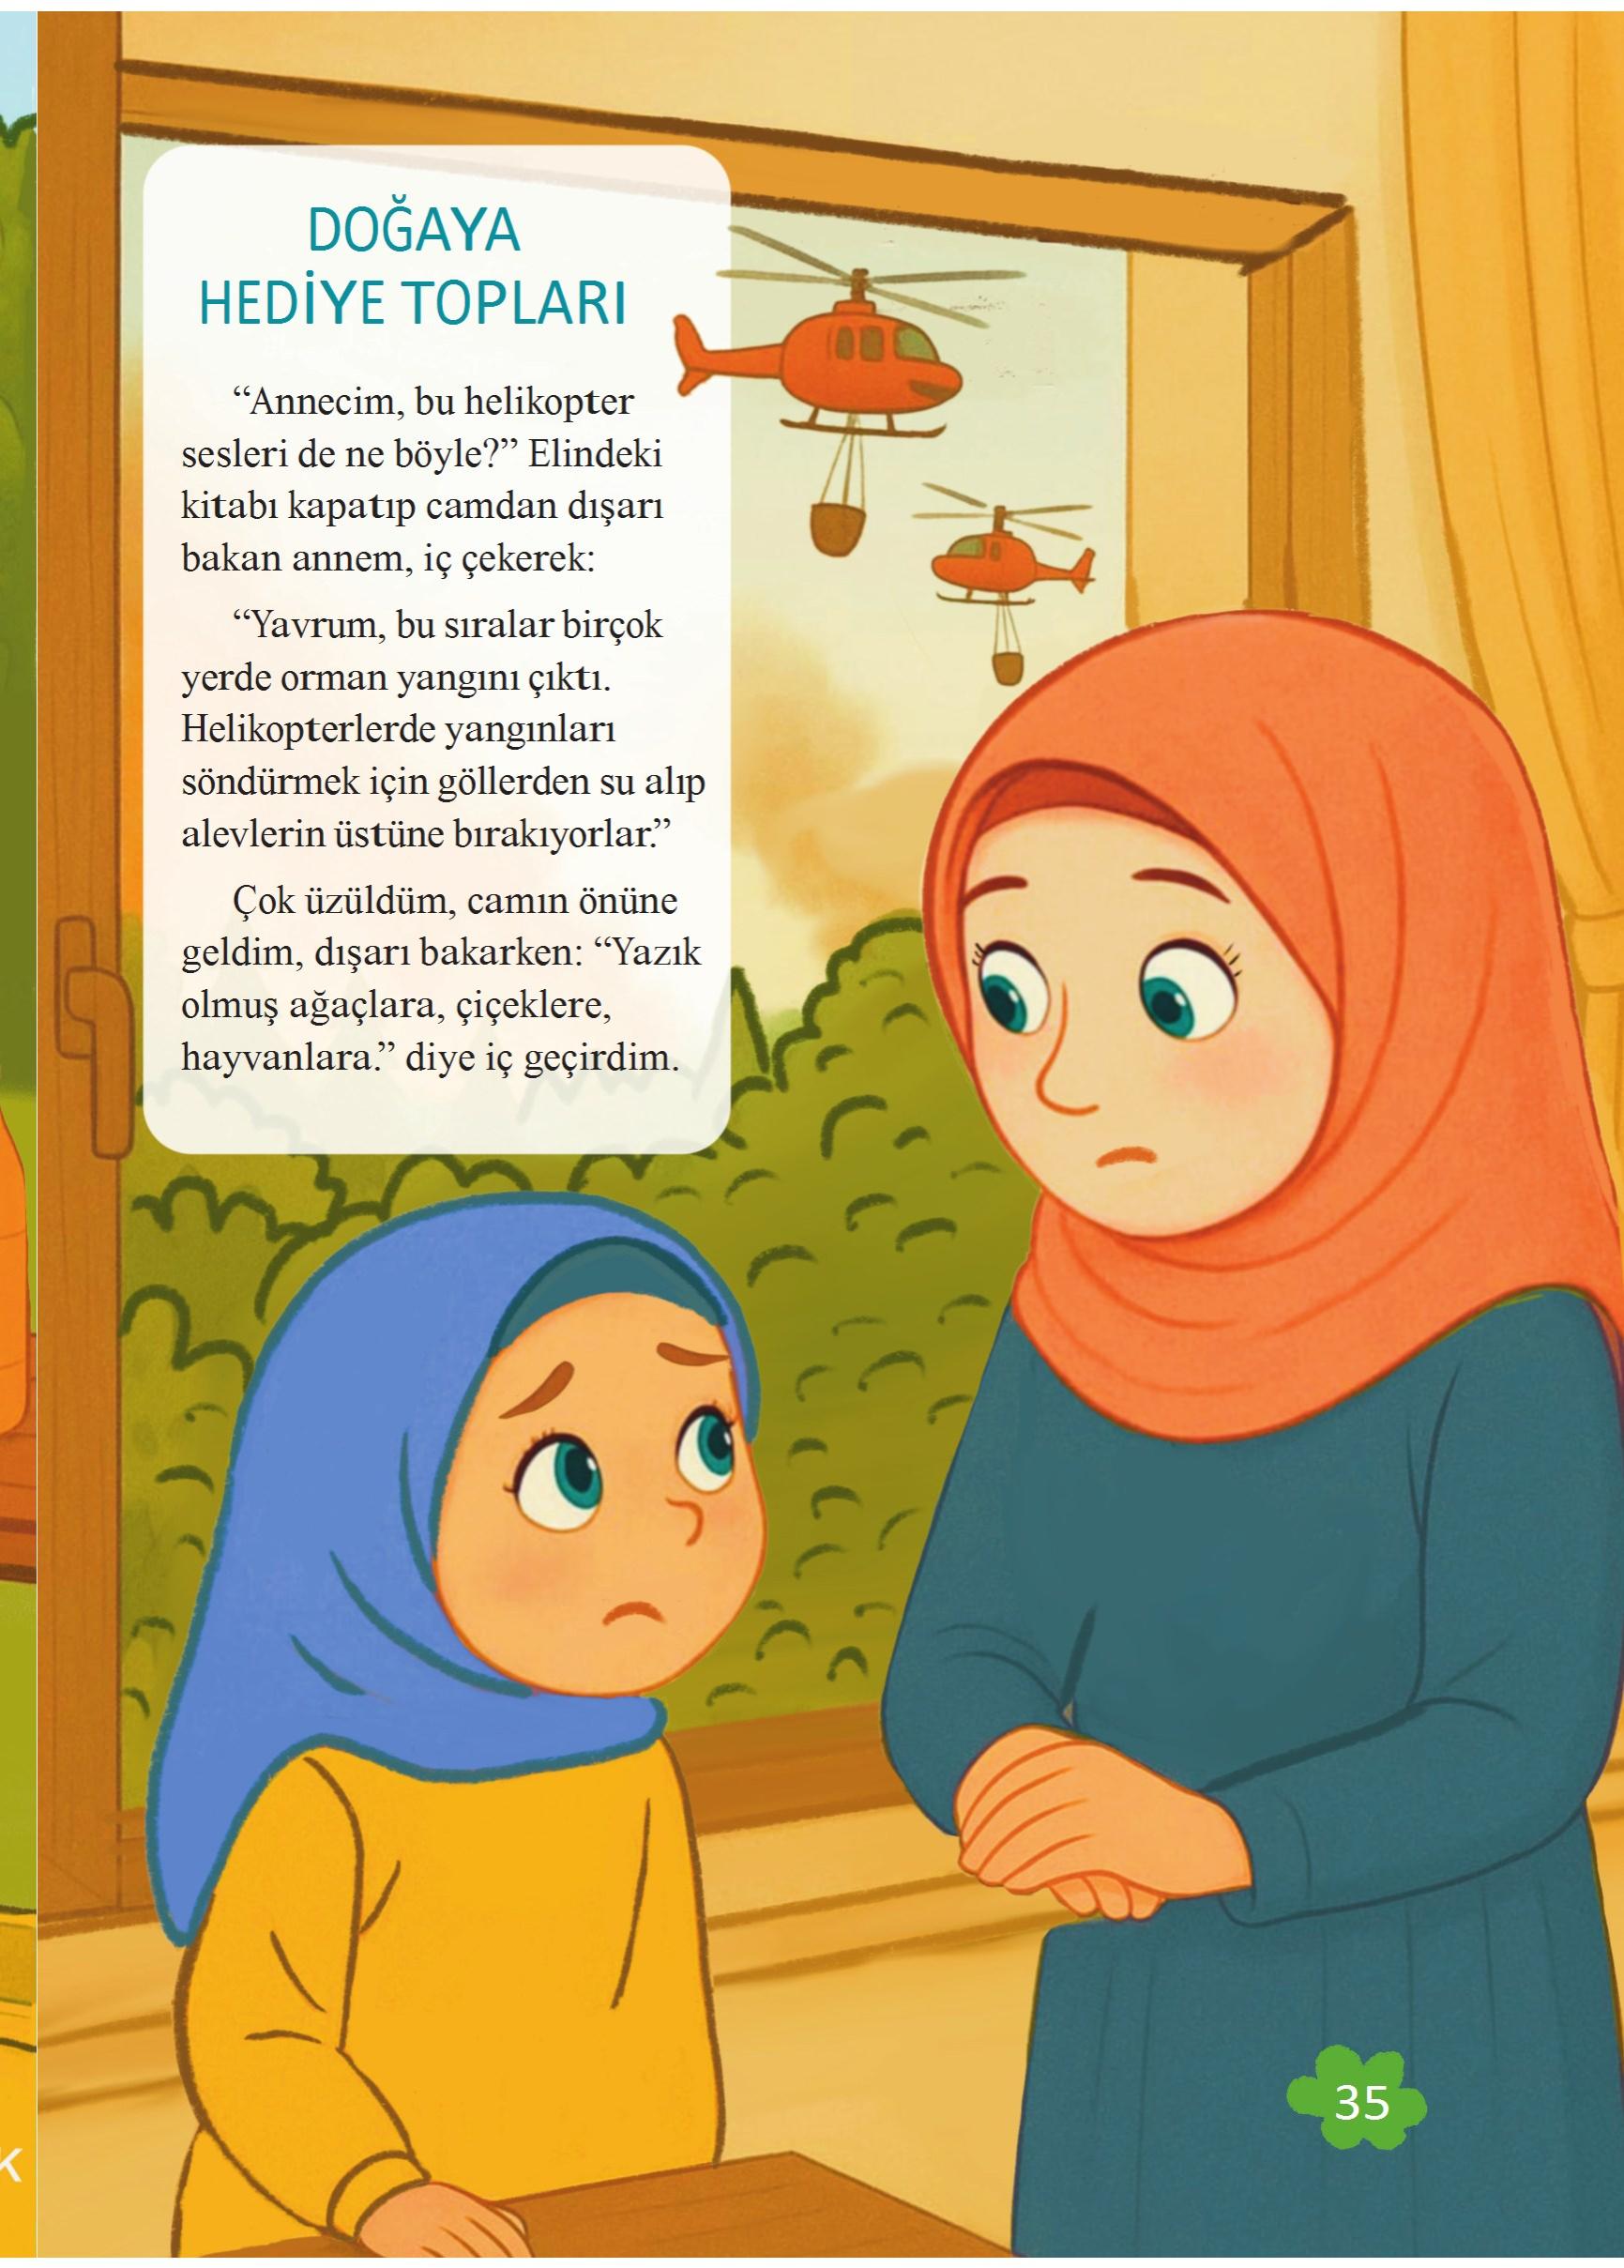 DOĞAYA
HEDİYE TOPLARI
“Annecim, bu helikopter
sesleri de ne böyle?” Elindeki
kitabı kapatıp camdan dışarı
bakan annem, iç çekerek:
“Yavrum, bu sıralar birçok
yerde orman yangını çıktı.
Helikopterlerde yangınları
söndürmek için göllerden su alıp
alevlerin üstüne bırakıyorlar.”
Çok üzüldüm, camın önüne
geldim, dışarı bakarken: “Yazık
olmuş ağaçlara, çiçeklere,
hayvanlara.” diye iç geçirdim.
35
K